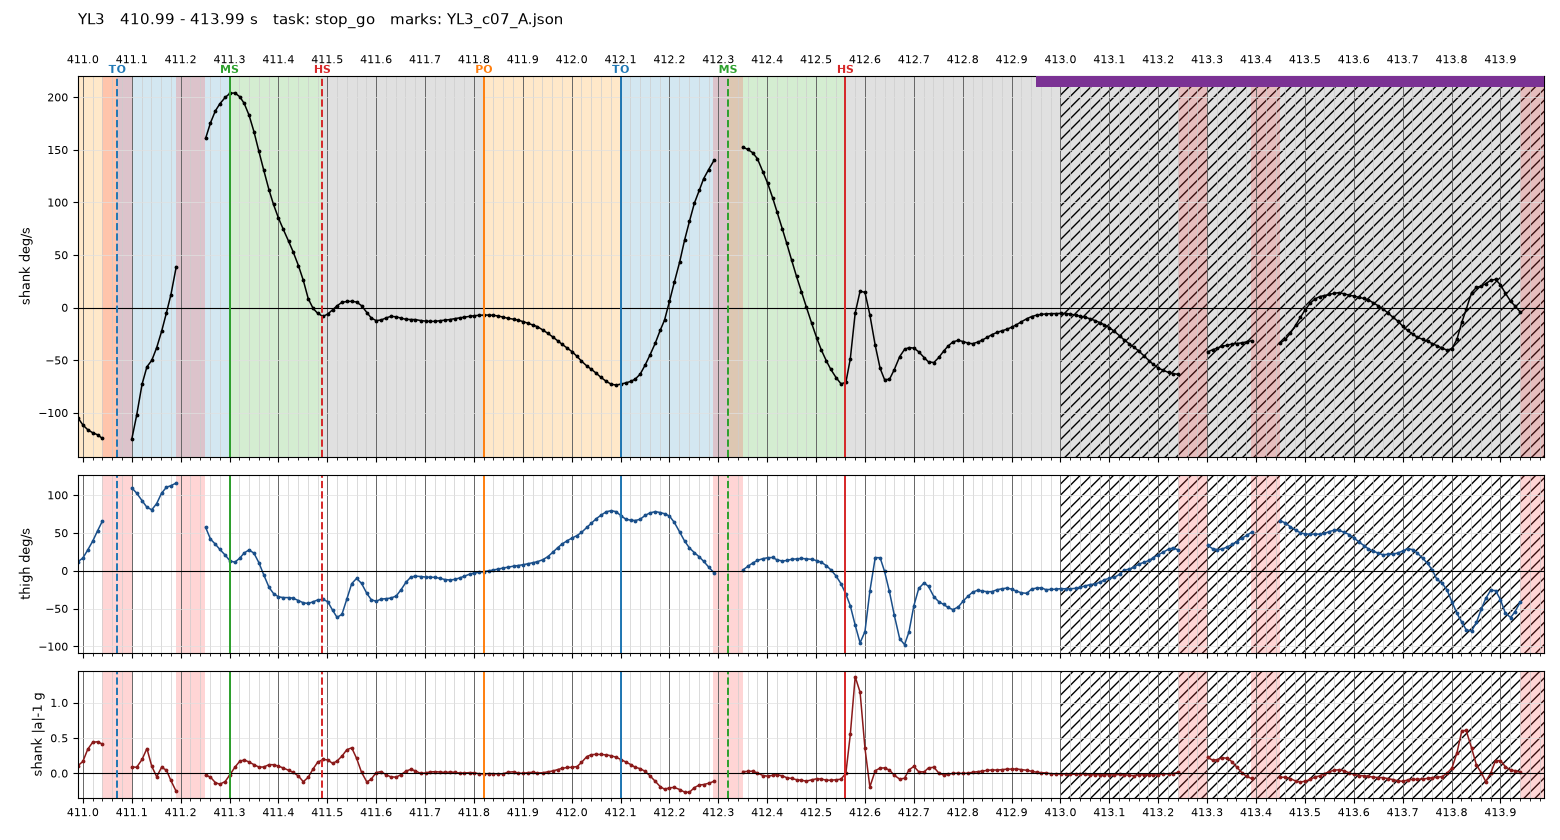 YL3 410.99 - 413.99 s task: stop_go marks: YL3_c07_A.json
411.0 411.1 411.2 411.3 411.4 411.5 411.6 411.7 411.8 411.9 412.0 412.1 412.2 412.3 412.4 412.5 412.6 412.7 412.8 412.9 413.0 413.1 413.2 413.3 413.4 413.5 413.6 413.7 413.8 413.9
TO MS HS PO TO MS HS
200
150
100
50
0
−50
−100
shank deg/s
100
50
0
−50
−100
thigh deg/s
1.0
0.5
0.0
shank |a|-1 g
411.0 411.1 411.2 411.3 411.4 411.5 411.6 411.7 411.8 411.9 412.0 412.1 412.2 412.3 412.4 412.5 412.6 412.7 412.8 412.9 413.0 413.1 413.2 413.3 413.4 413.5 413.6 413.7 413.8 413.9